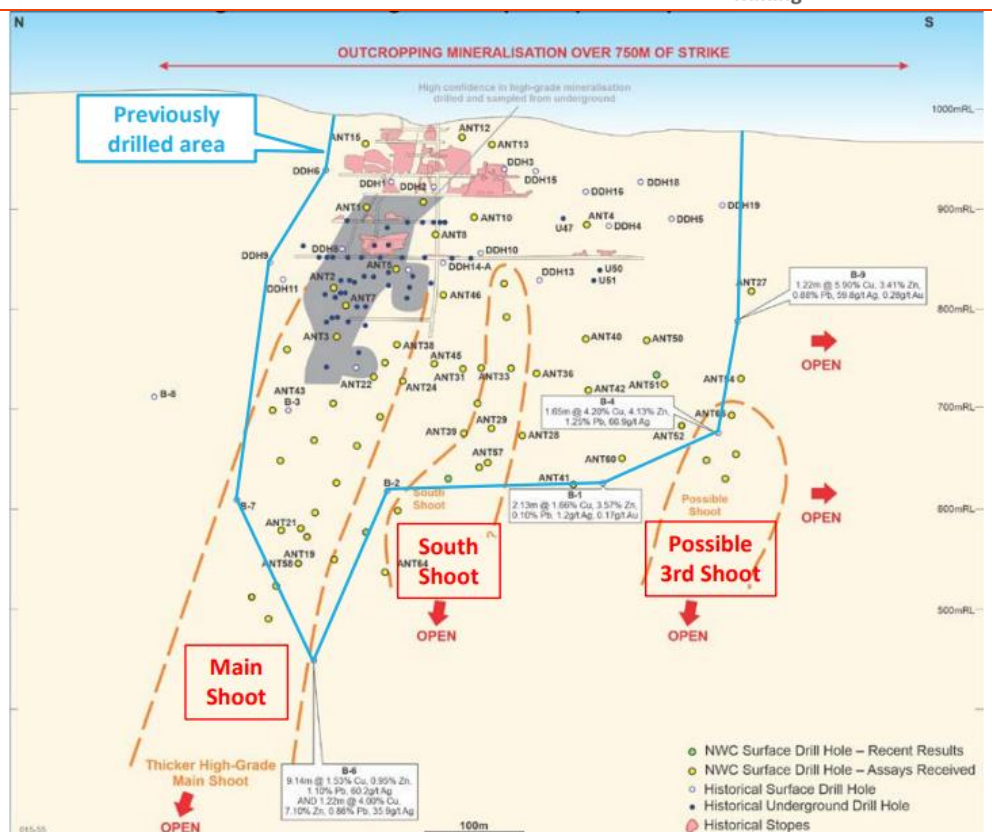 N
S
OUTCROPPING MINERALISATION OVER 750M OF STRIKE
High confidence in high-grade mineralisation
drilled and sampled from underground
Previously
drilled area
1000mRL
900mRL
800mRL
700mRL
600mRL
500mRL
ANT15
ANT12
ANT13
DDH6
DDH1
DDH2
DDH3
DDH15
DDH16
DDH18
DDH19
ANT1
ANT10
ANT4
U47
DDH4
DDH5
ANT8
DDH9
DDH8
DDH10
DDH11
ANT2
ANT5
DDH14-A
DDH13
U50
U51
ANT7
ANT46
ANT27
B-9
1.22m @ 5.90% Cu, 3.41% Zn,
0.88% Pb, 59.8g/t Ag, 0.28g/t Au
ANT3
ANT38
ANT40
ANT50
OPEN
ANT45
ANT22
ANT24
ANT31
ANT33
ANT36
ANT42
ANT51
ANT54
B-8
ANT43
B-3
B-4
1.65m @ 4.20% Cu, 4.13% Zn,
1.25% Pb, 66.9g/t Ag
ANT65
ANT39
ANT29
ANT28
ANT52
ANT57
ANT60
B-2
ANT41
B-7
South
Shoot
B-1
2.13m @ 1.66% Cu, 3.57% Zn,
0.10% Pb, 1.2g/t Ag, 0.17g/t Au
Possible
Shoot
OPEN
ANT21
ANT19
ANT58
ANT64
?
South
Shoot
Possible
3rd Shoot
OPEN
OPEN
Main
Shoot
Thicker High-Grade
Main Shoot
B-6
9.14m @ 1.53% Cu, 0.95% Zn,
1.10% Pb, 60.2g/t Ag
AND 1.22m @ 4.00% Cu,
7.10% Zn, 0.86% Pb, 35.9g/t Ag
OPEN
NWC Surface Drill Hole – Recent Results
NWC Surface Drill Hole – Assays Received
Historical Surface Drill Hole
Historical Underground Drill Hole
Historical Stopes
100m